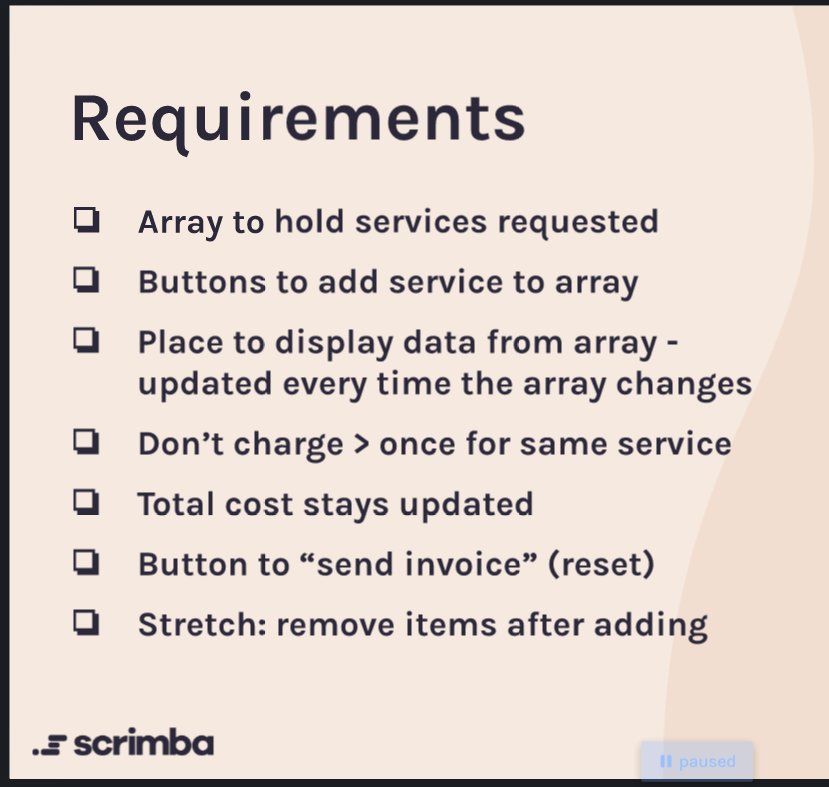 Requirements
Array to hold services requested
Buttons to add service to array
Place to display data from array -
updated every time the array changes
Don’t charge > once for same service
Total cost stays updated
Button to “send invoice” (reset)
Stretch: remove items after adding
scrimba
paused